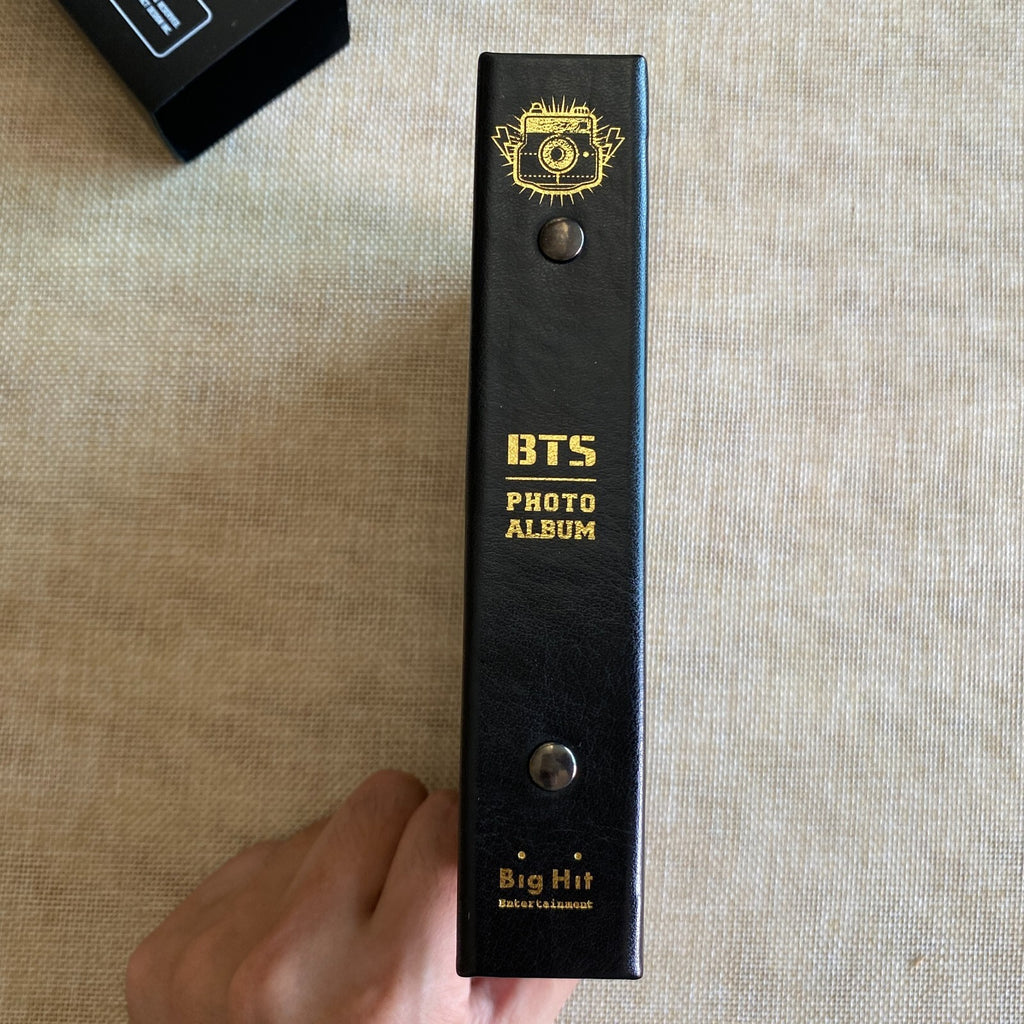 BTS
PHOTO
ALBUM
Big Hit
Entertainment